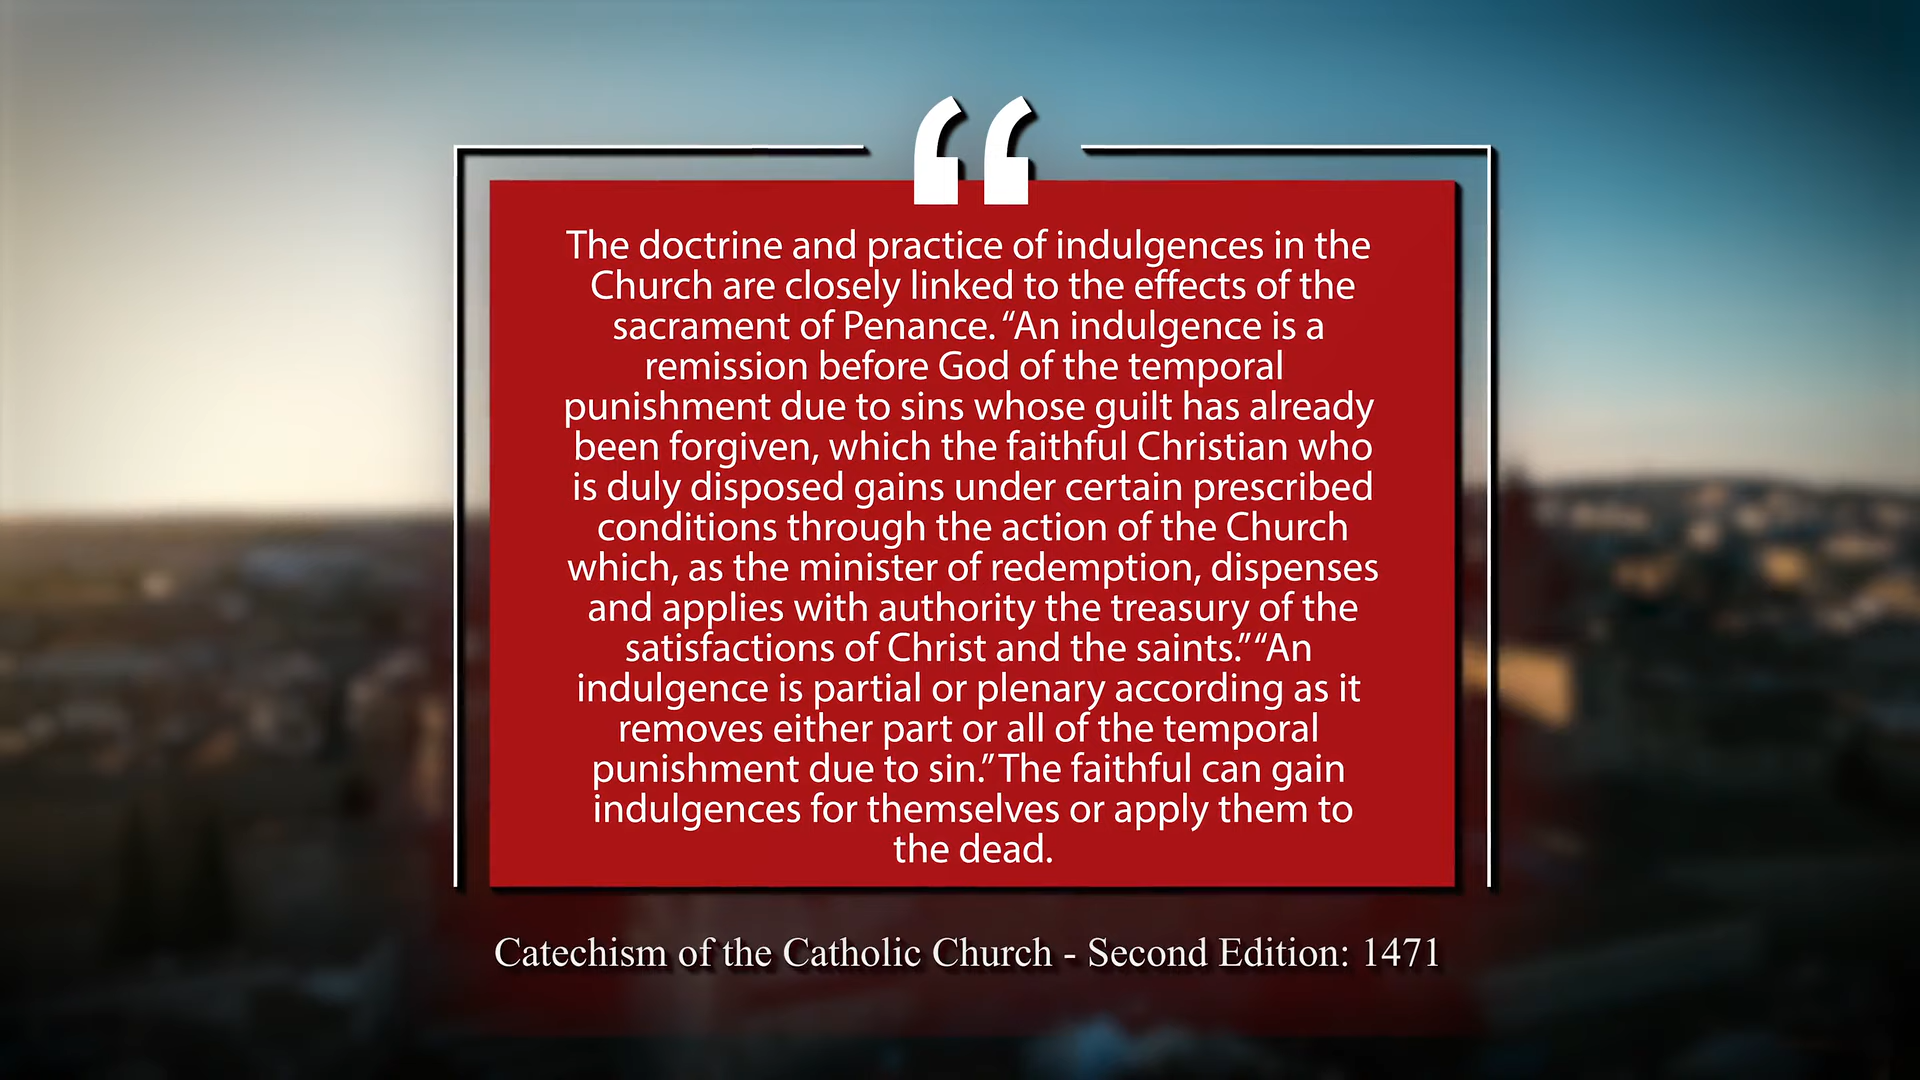 “
The doctrine and practice of indulgences in the
Church are closely linked to the effects of the
sacrament of Penance. “An indulgence is a
remission before God of the temporal
punishment due to sins whose guilt has already
been forgiven, which the faithful Christian who
is duly disposed gains under certain prescribed
conditions through the action of the Church
which, as the minister of redemption, dispenses
and applies with authority the treasury of the
satisfactions of Christ and the saints.” “An
indulgence is partial or plenary according as it
removes either part or all of the temporal
punishment due to sin.” The faithful can gain
indulgences for themselves or apply them to
the dead.
Catechism of the Catholic Church - Second Edition: 1471